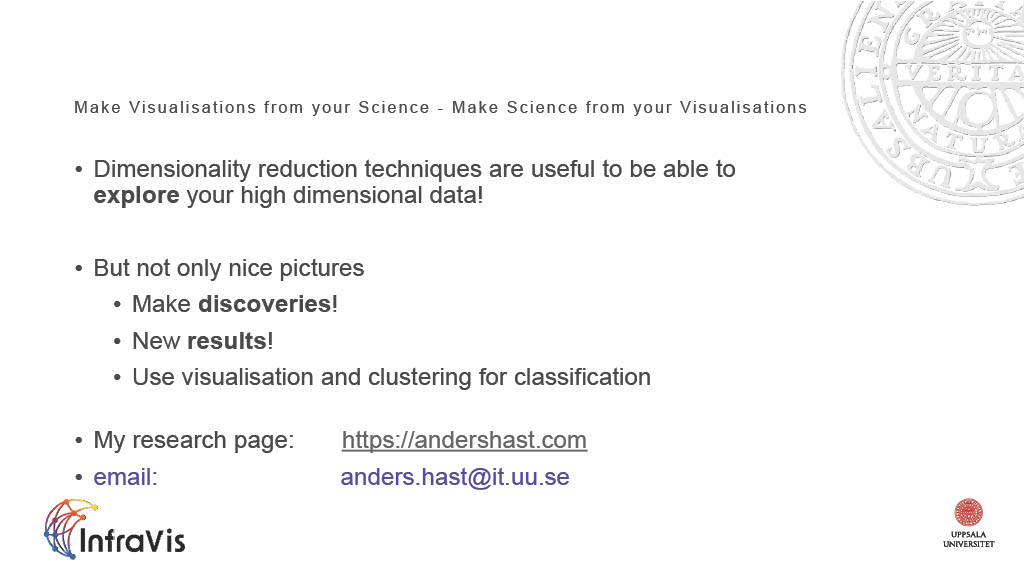 Make Visualisations from your Science - Make Science from your Visualisations
• Dimensionality reduction techniques are useful to be able to
explore your high dimensional data!
• But not only nice pictures
• Make discoveries!
• New results!
• Use visualisation and clustering for classification
• My research page: https://andershast.com
• email: anders.hast@it.uu.se
InfraVis
UPPSALA
UNIVERSITET
VERITA
NATURA